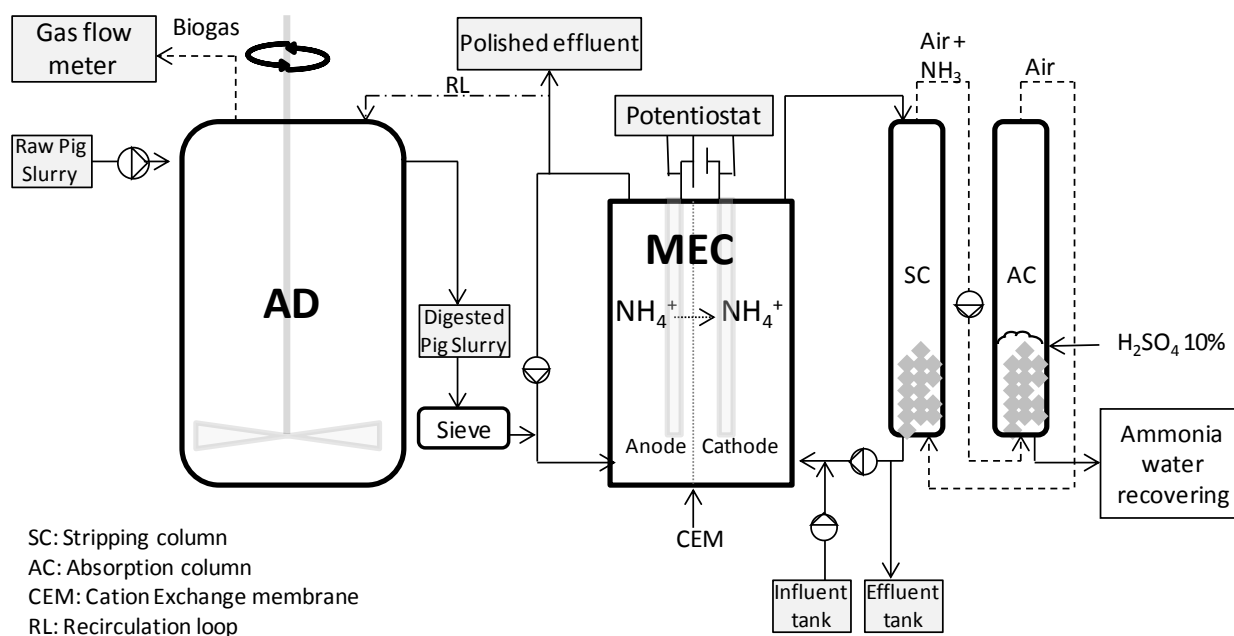 Gas flow
meter
Biogas
Polished effluent
Air +
NH₃
Air
RL
Potentiostat
Raw Pig
Slurry
MEC
SC
AC
AD
NH₄⁺
NH₄⁺
Digested
Pig Slurry
H₂SO₄ 10%
Sieve
Anode
Cathode
Ammonia
water
recovering
CEM
SC: Stripping column
AC: Absorption column
CEM: Cation Exchange membrane
RL: Recirculation loop
Influent
tank
Effluent
tank